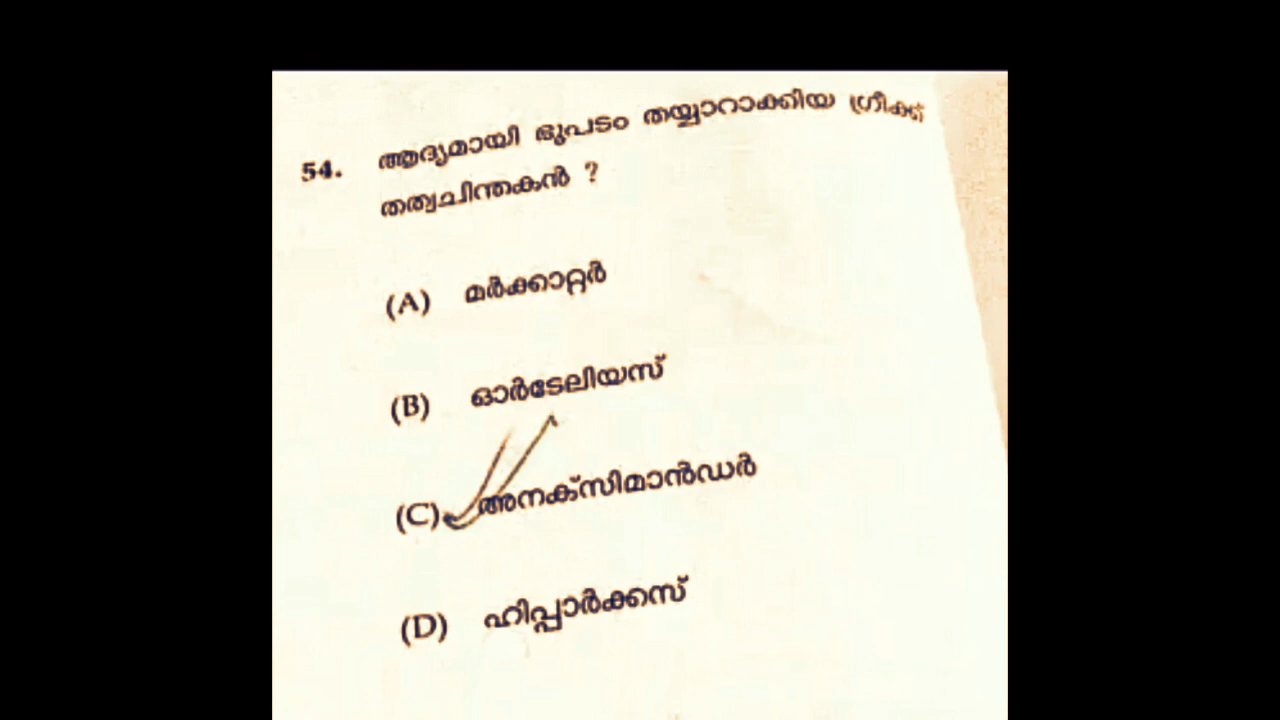 54. ആദ്യമായി ഭൂപടം തയ്യാറാക്കിയ ഗ്രീക്ക്
തത്വചിന്തകൻ ?
(A) മർക്കാറ്റർ
(B) ഓർടേലിയസ്
(C) അനക്സിമാൻഡർ
(D) ഹിപ്പാർക്കസ്